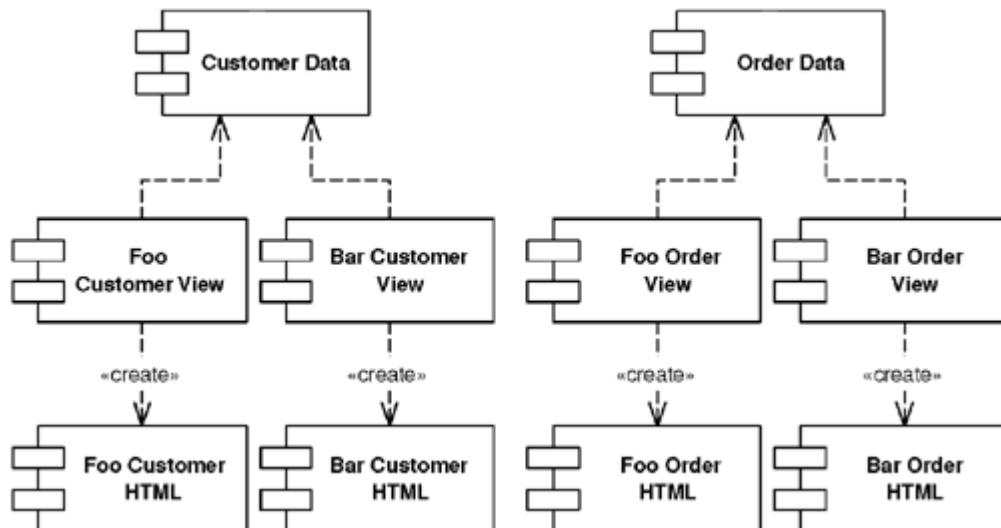 Customer Data
Order Data
Foo
Customer View
Bar Customer
View
Foo Order
View
Bar Order
View
«create»
«create»
«create»
«create»
Foo Customer
HTML
Bar Customer
HTML
Foo Order
HTML
Bar Order
HTML